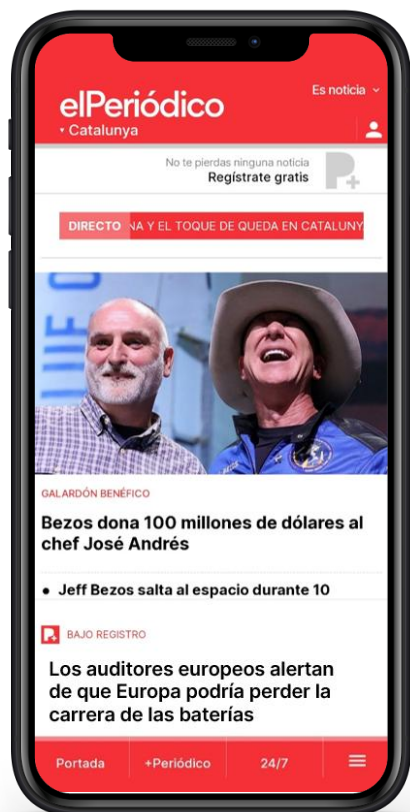 Es noticia
elPeriódico
Catalunya
No te pierdas ninguna noticia
Regístrate gratis
P+
DIRECTO NA Y EL TOQUE DE QUEDA EN CATALUNY
BLUE O
GALARDÓN BENÉFICO
Bezos dona 100 millones de dólares al
chef José Andrés
• Jeff Bezos salta al espacio durante 10
P+ BAJO REGISTRO
Los auditores europeos alertan
de que Europa podría perder la
carrera de las baterías
Portada +Periódico 24/7